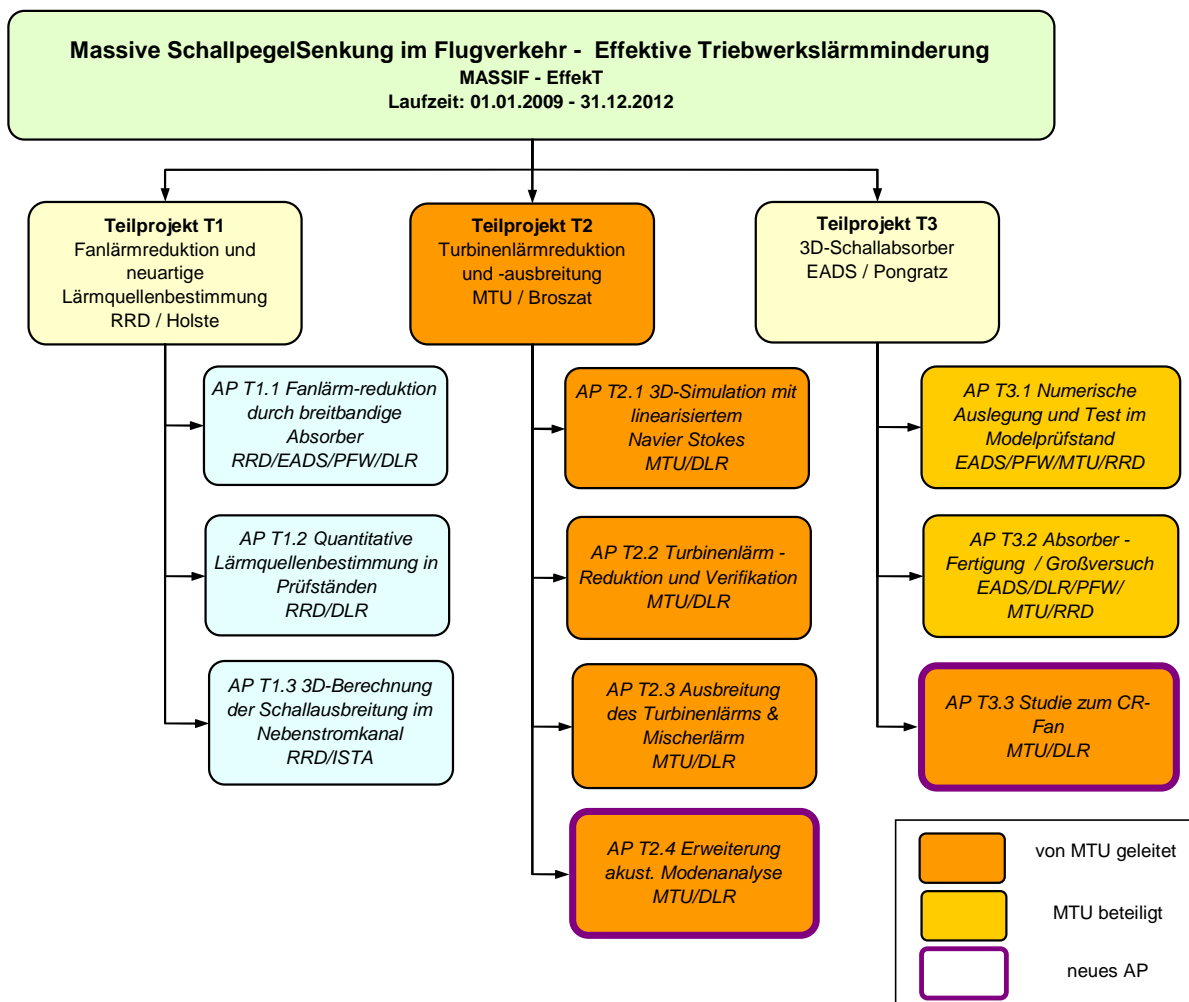 Massive SchallpegelSenkung im Flugverkehr - Effektive Triebwerkslärmminderung
MASSIF - EffekT
Laufzeit: 01.01.2009 - 31.12.2012
Teilprojekt T1
Fanlärmreduktion und
neuartige
Lärmquellenbestimmung
RRD / Holste
Teilprojekt T2
Turbinenlärmreduktion
und -ausbreitung
MTU / Broszat
Teilprojekt T3
3D-Schallabsorber
EADS / Pongratz
AP T1.1 Fanlärm-reduktion
durch breitbandige
Absorber
RRD/EADS/PFW/DLR
AP T1.2 Quantitative
Lärmquellenbestimmung in
Prüfständen
RRD/DLR
AP T1.3 3D-Berechnung
der Schallausbreitung im
Nebenstromkanal
RRD/ISTA
AP T2.1 3D-Simulation mit
linearisiertem
Navier Stokes
MTU/DLR
AP T2.2 Turbinenlärm -
Reduktion und Verifikation
MTU/DLR
AP T2.3 Ausbreitung
des Turbinenlärms &
Mischerlärm
MTU/DLR
AP T2.4 Erweiterung
akust. Modenanalyse
MTU/DLR
AP T3.1 Numerische
Auslegung und Test im
Modelprüfstand
EADS/PFW/MTU/RRD
AP T3.2 Absorber -
Fertigung / Großversuch
EADS/DLR/PFW/
MTU/RRD
AP T3.3 Studie zum CR-
Fan
MTU/DLR
von MTU geleitet
MTU beteiligt
neues AP